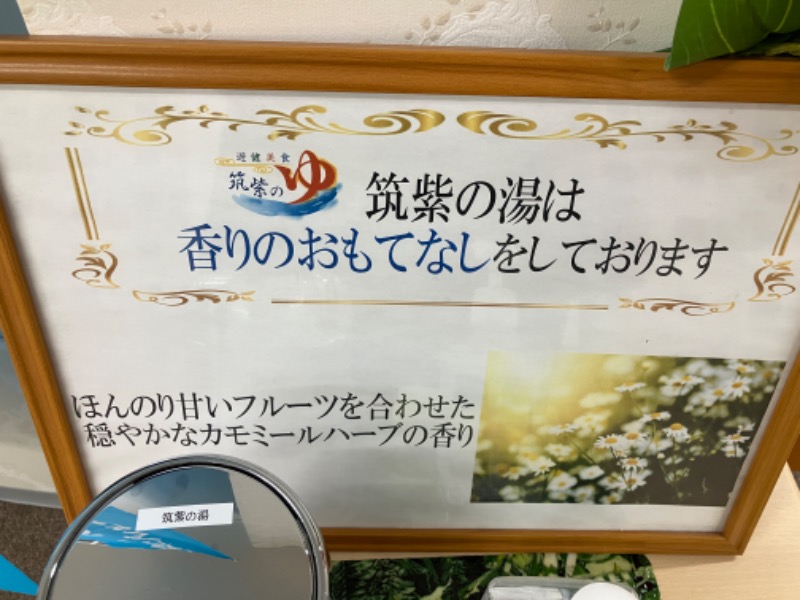 遊健美食
筑紫のゆ
筑紫の湯は
香りのおもてなしをしております
ほんのり甘いフルーツを合わせた
穏やかなカモミールハーブの香り
筑紫の湯